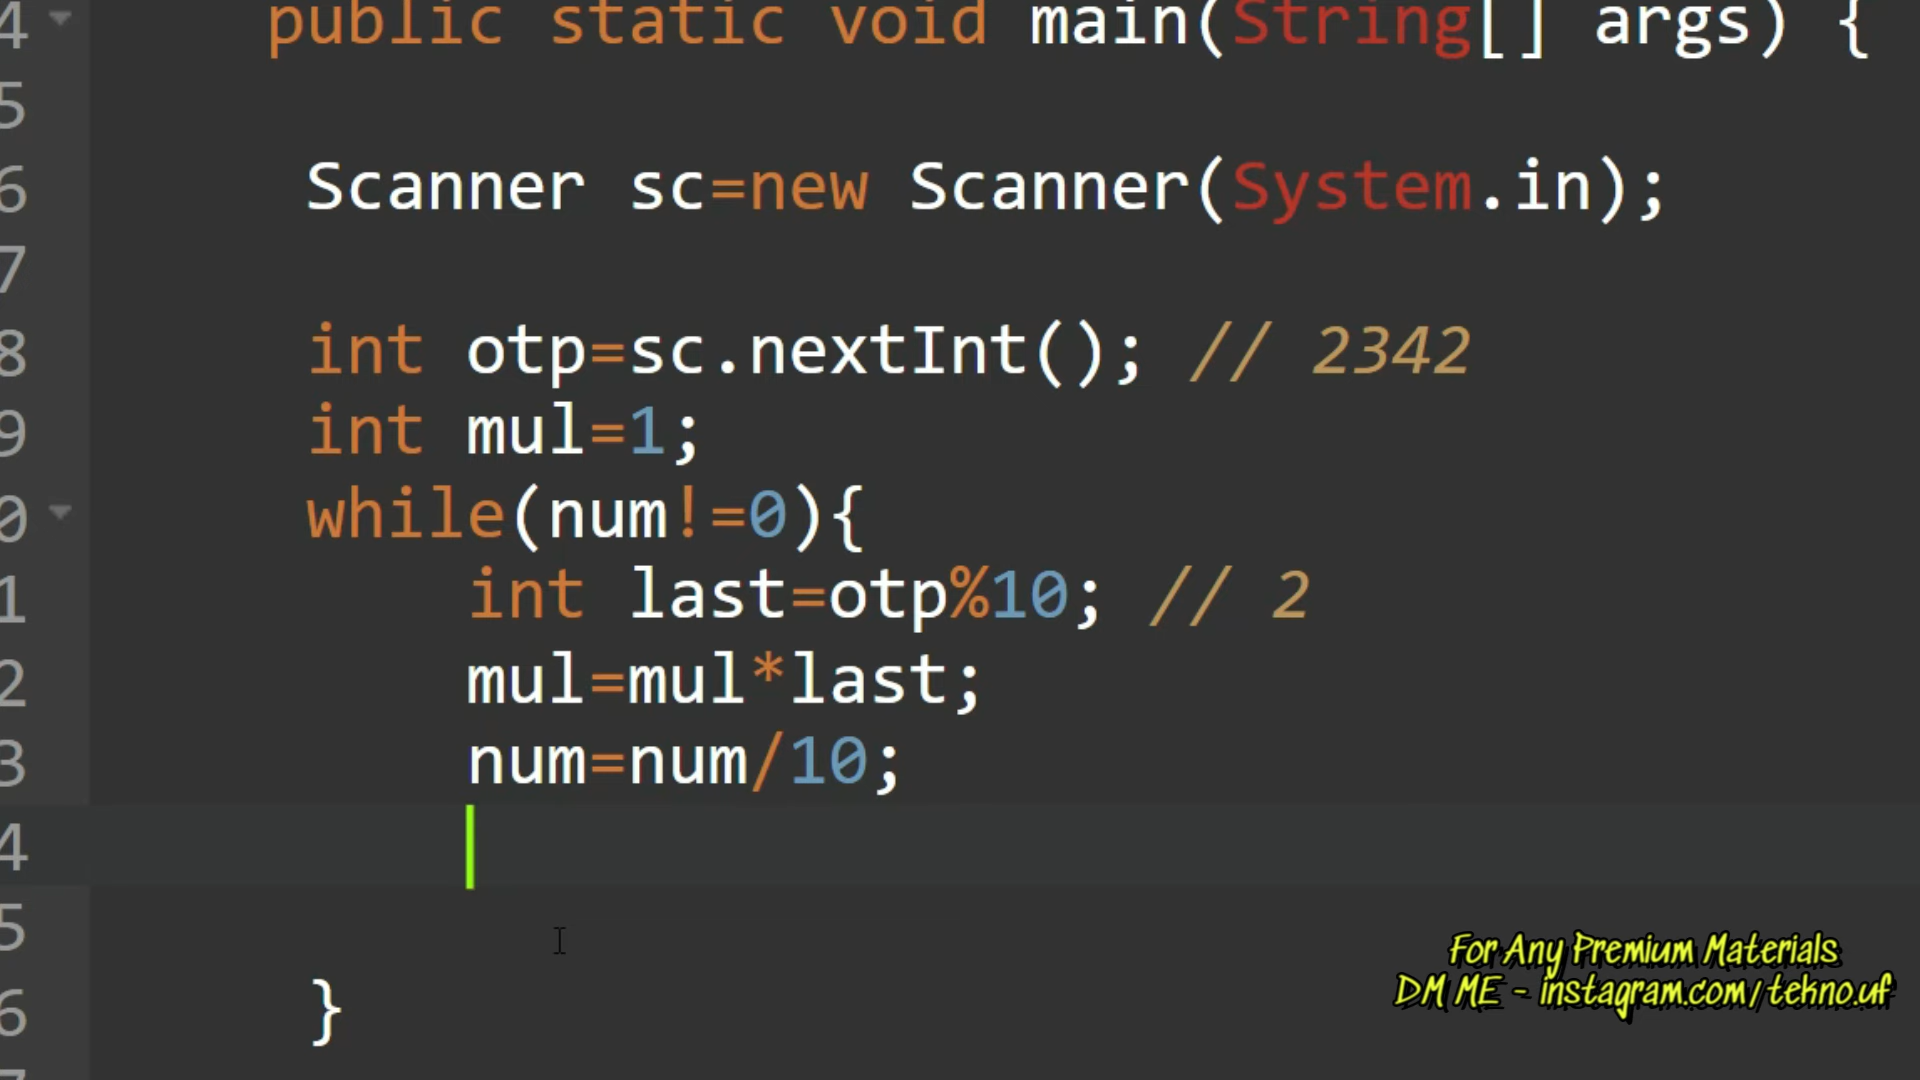 4 public static void main(String[] args) {
5
6 Scanner sc=new Scanner(System.in);
7
8 int otp=sc.nextInt(); // 2342
9 int mul=1;
0 while(num!=0){
1 int last=otp%10; // 2
2 mul=mul*last;
3 num=num/10;
4
5
6 }
For Any Premium Materials
DM ME - instagram.com/tekno.uf